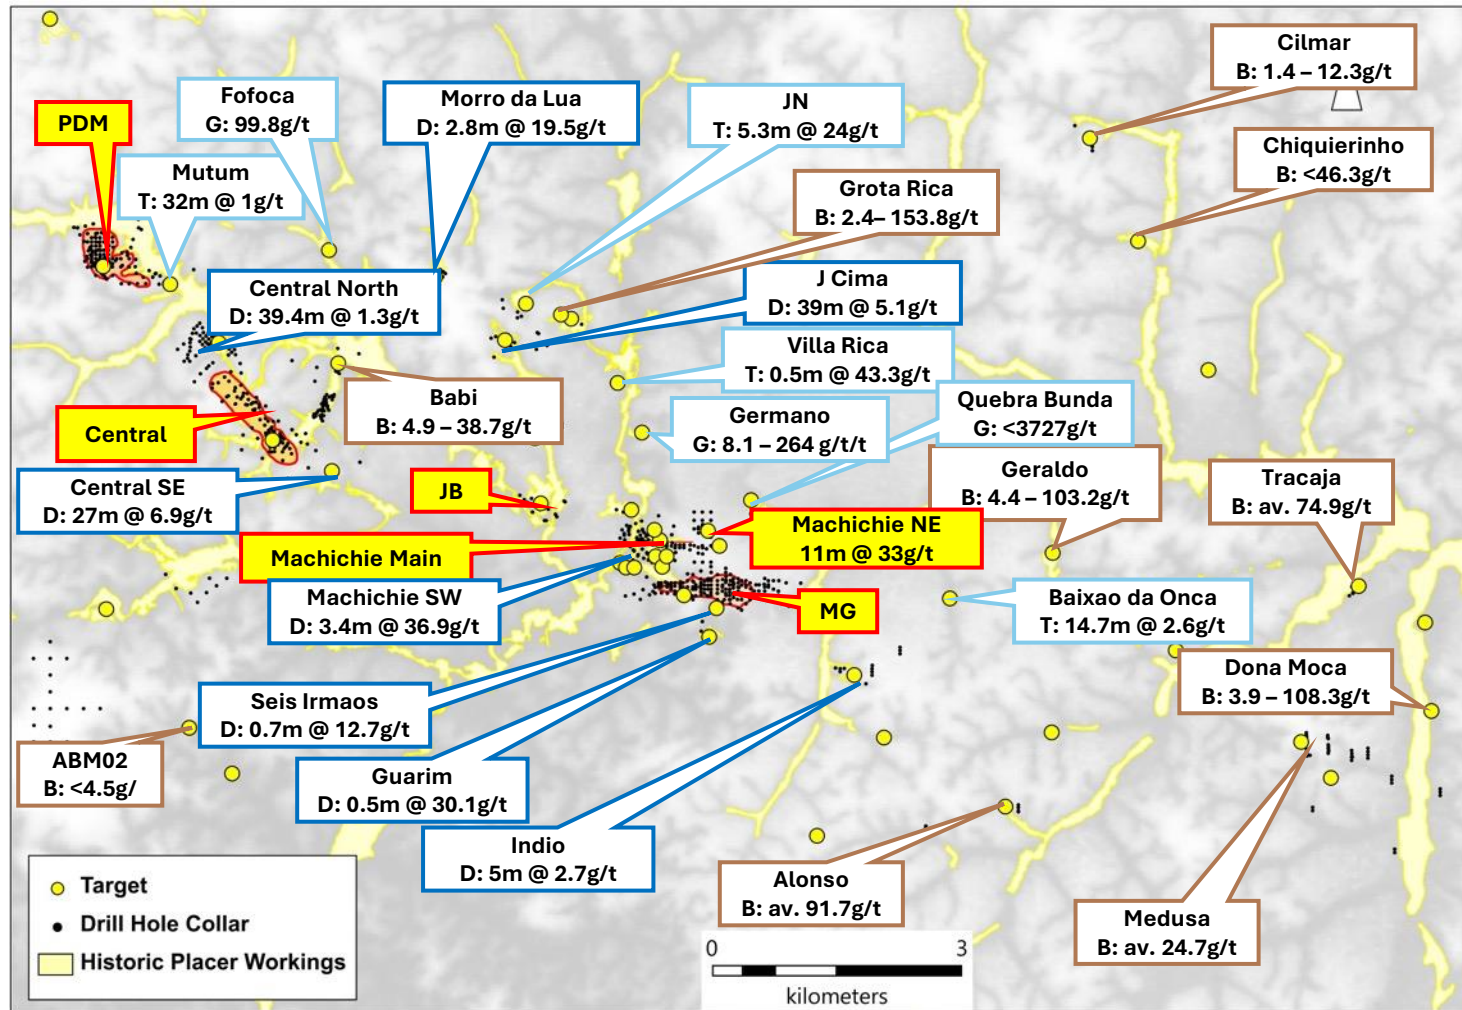 Cilmar
B: 1.4 – 12.3g/t
Fofoca
G: 99.8g/t
Morro da Lua
D: 2.8m @ 19.5g/t
JN
T: 5.3m @ 24g/t
PDM
Chiquierinho
B: <46.3g/t
Mutum
T: 32m @ 1g/t
Grota Rica
B: 2.4– 153.8g/t
Central North
D: 39.4m @ 1.3g/t
J Cima
D: 39m @ 5.1g/t
Villa Rica
T: 0.5m @ 43.3g/t
Babi
B: 4.9 – 38.7g/t
Quebra Bunda
G: <3727g/t
Germano
G: 8.1 – 264 g/t/t
Central
Geraldo
B: 4.4 – 103.2g/t
Tracaja
B: av. 74.9g/t
Central SE
D: 27m @ 6.9g/t
JB
Machichie NE
11m @ 33g/t
Machichie Main
Machichie SW
D: 3.4m @ 36.9g/t
MG
Baixao da Onca
T: 14.7m @ 2.6g/t
Dona Moca
B: 3.9 – 108.3g/t
Seis Irmaos
D: 0.7m @ 12.7g/t
ABM02
B: <4.5g/
Guarim
D: 0.5m @ 30.1g/t
Indio
D: 5m @ 2.7g/t
Alonso
B: av. 91.7g/t
Medusa
B: av. 24.7g/t
Target
Drill Hole Collar
Historic Placer Workings
0 3
kilometers